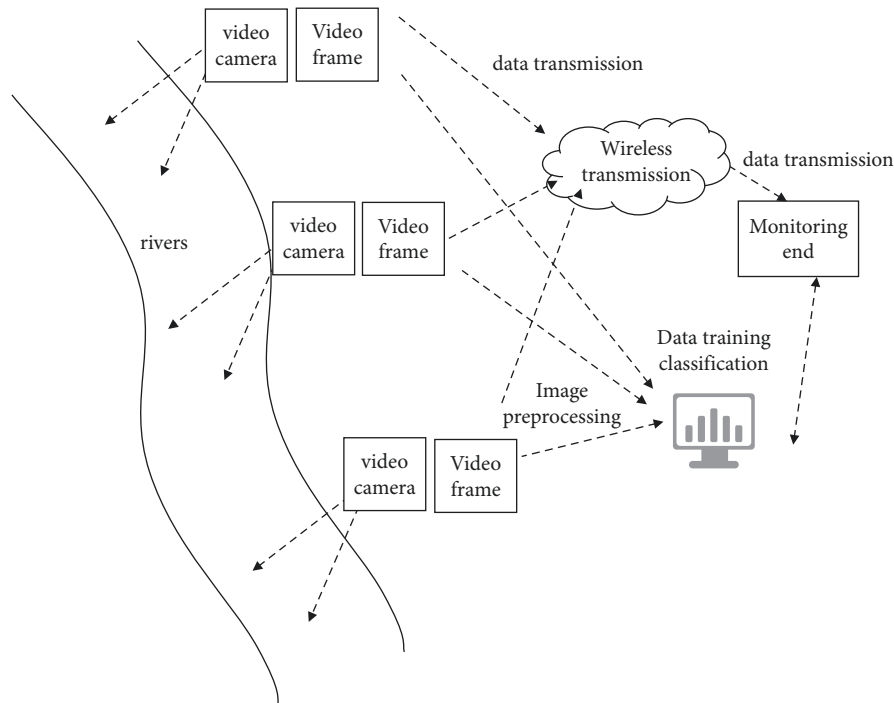 video
camera
Video
frame
data transmission
Wireless
transmission
data transmission
rivers
video
camera
Video
frame
Monitoring
end
Data training
classification
Image
preprocessing
video
camera
Video
frame